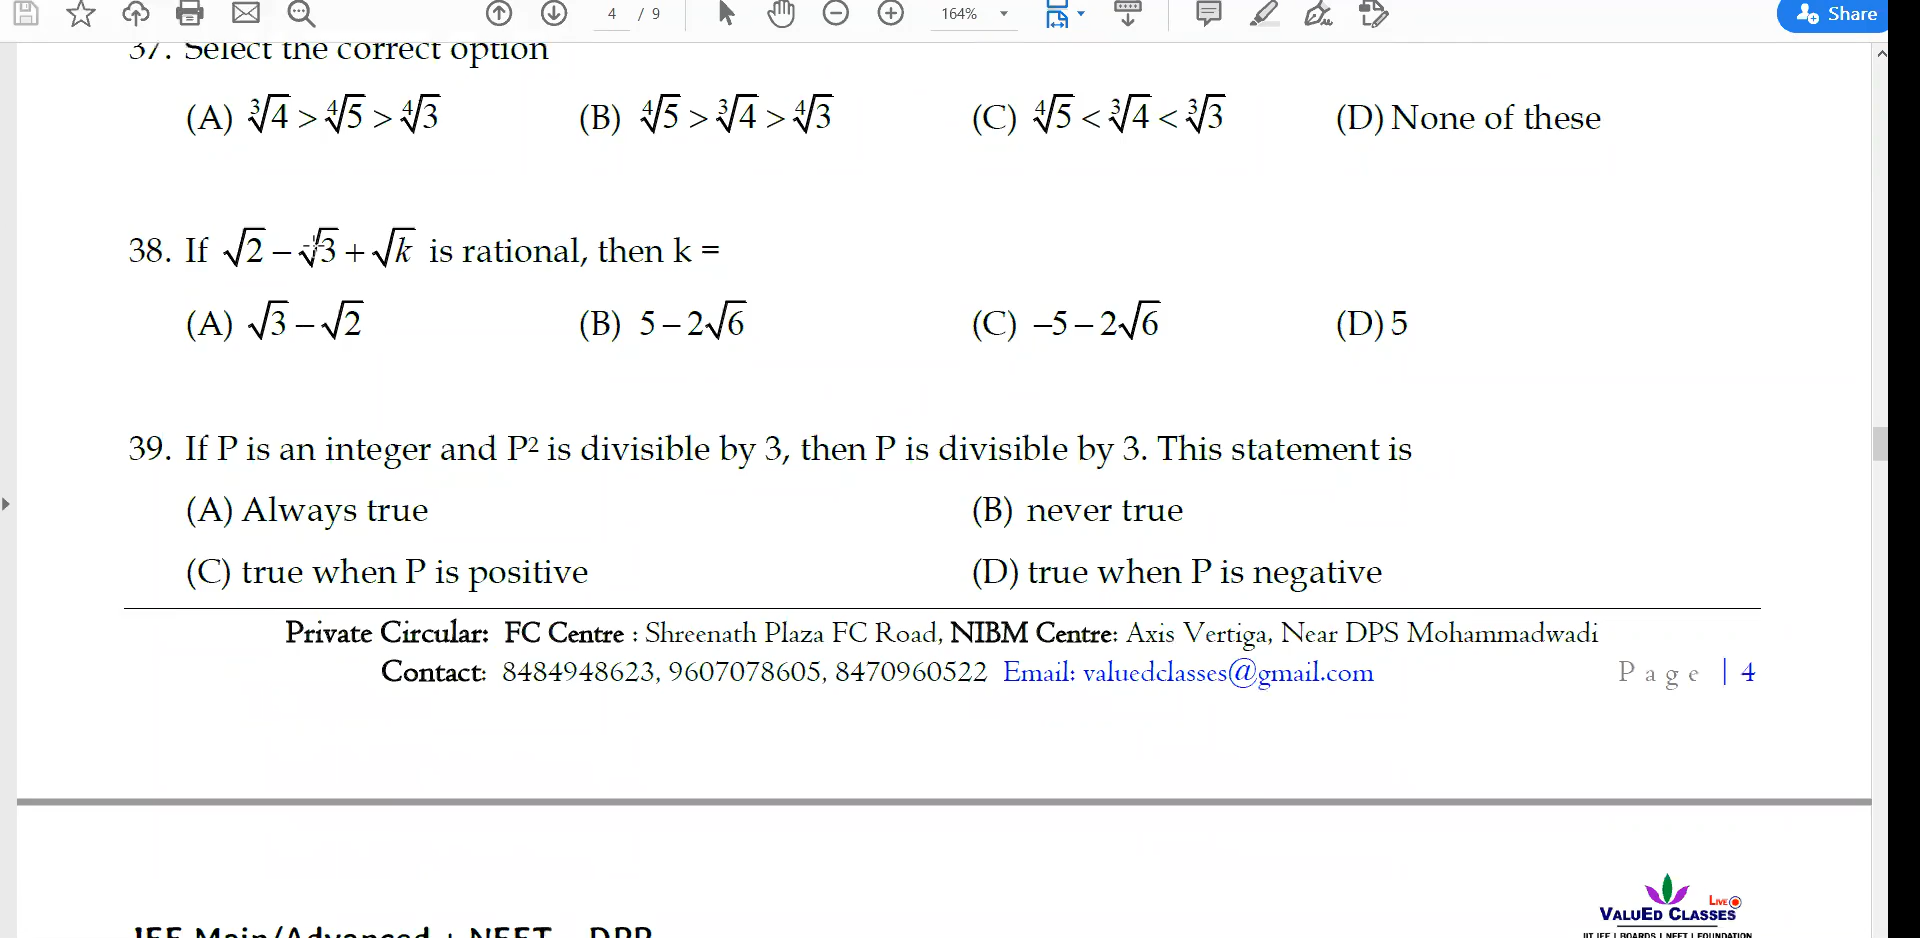 4 / 9 164% Share
37. Select the correct option
(A) ∛4 > ∜5 > ∜3 (B) ∜5 > ∛4 > ∜3 (C) ∜5 < ∛4 < ∛3 (D) None of these
38. If √2 − √3 + √k is rational, then k =
(A) √3 − √2 (B) 5 − 2√6 (C) −5 − 2√6 (D) 5
39. If P is an integer and P² is divisible by 3, then P is divisible by 3. This statement is
(A) Always true (B) never true
(C) true when P is positive (D) true when P is negative
Private Circular: FC Centre : Shreenath Plaza FC Road, NIBM Centre: Axis Vertiga, Near DPS Mohammadwadi
Contact: 8484948623, 9607078605, 8470960522 Email: valuedclasses@gmail.com Page | 4
LIVE
VALUED CLASSES
IIT JEE | BOARDS | NEET | FOUNDATION
JEE Main/Advanced + NEET DPP